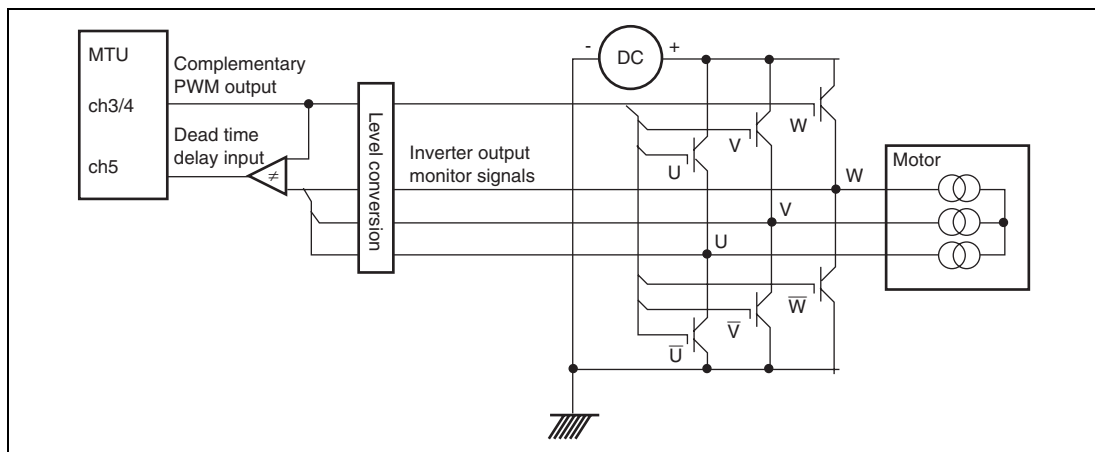 MTU
ch3/4
ch5
Complementary
PWM output
Dead time
delay input
≠
Level conversion
Inverter output
monitor signals
- DC +
W
V
U
W
V
U
Motor
W̅
V̅
U̅